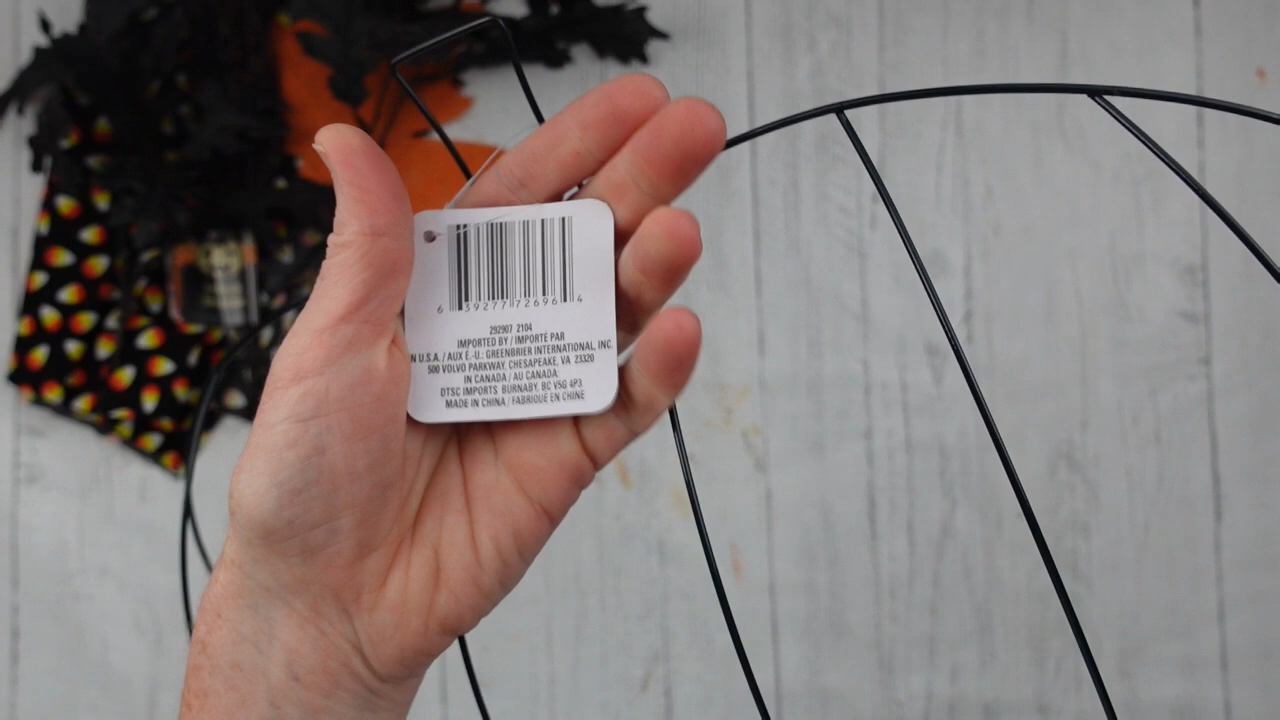 6 39277 72696 4
292907 2104
IMPORTED BY / IMPORTÉ PAR
N U.S.A. / AUX É.-U.: GREENBRIER INTERNATIONAL, INC.
500 VOLVO PARKWAY, CHESAPEAKE, VA 23320
IN CANADA / AU CANADA:
DTSC IMPORTS BURNABY, BC V5G 4P3
MADE IN CHINA / FABRIQUÉ EN CHINE